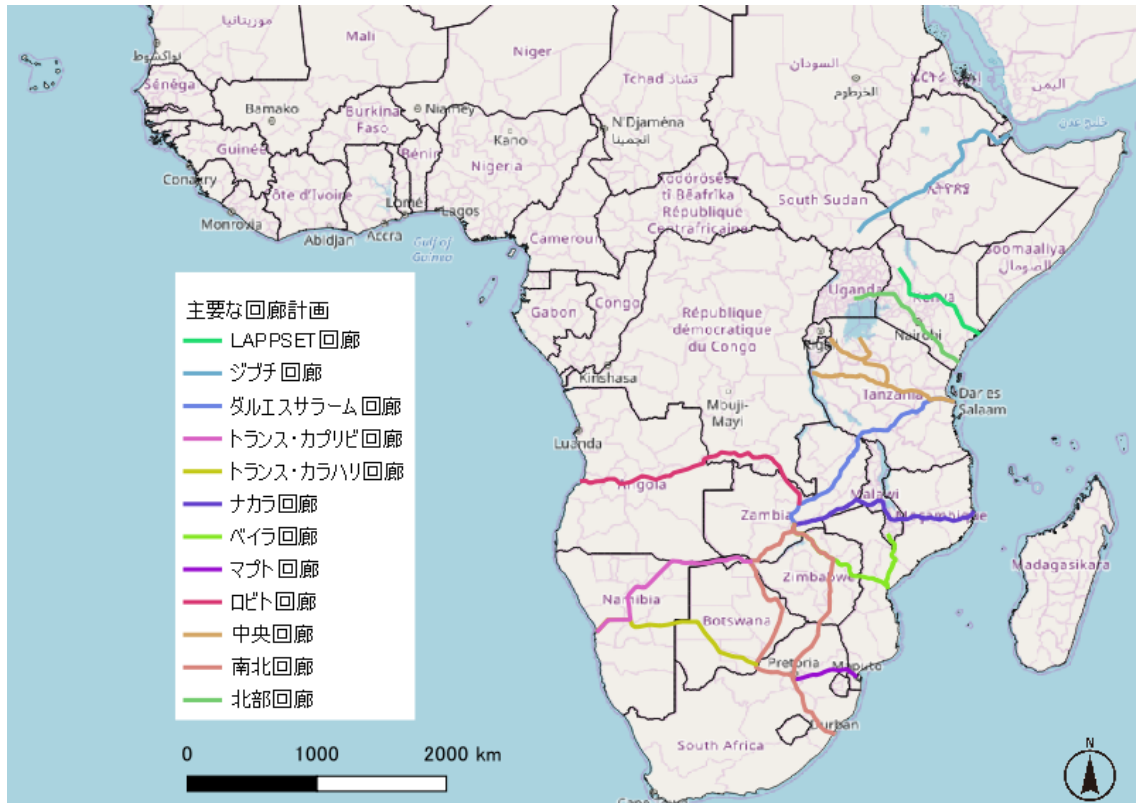 موريتانيا
نواكشوط
Mali
Niger
Tchad تشاد
السودان
الخرطوم
اليمن
خليج عدن
Sénégal
Bamako
Burkina
Faso
Niamey
N'Djaména
انجمينا
Kano
Guinée
Bénin
Nigeria
Conakry
Côte d'Ivoire
Lomé
Lagos
Monrovia
Abidjan
Accra
Gulf of
Guinea
Cameroun
Ködörösêse
tî Bêafrîka
République
Centrafricaine
South Sudan
ኢትዮጵያ
Soomaaliya
الصومال
Uganda
Kenya
Nairobi
Gabon
Congo
République
démocratique
du Congo
Kinshasa
Mbuji-
Mayi
Tanzania
Dar es
Salaam
Luanda
Angola
Zambia
Malawi
Moçambique
Madagasikara
Zimbabwe
Namibia
Botswana
Pretoria
Maputo
Durban
South Africa
主要な回廊計画
LAPPSET回廊
ジブチ回廊
ダルエスサラーム回廊
トランス・カプリビ回廊
トランス・カラハリ回廊
ナカラ回廊
ベイラ回廊
マプト回廊
ロビト回廊
中央回廊
南北回廊
北部回廊
0 1000 2000 km
N